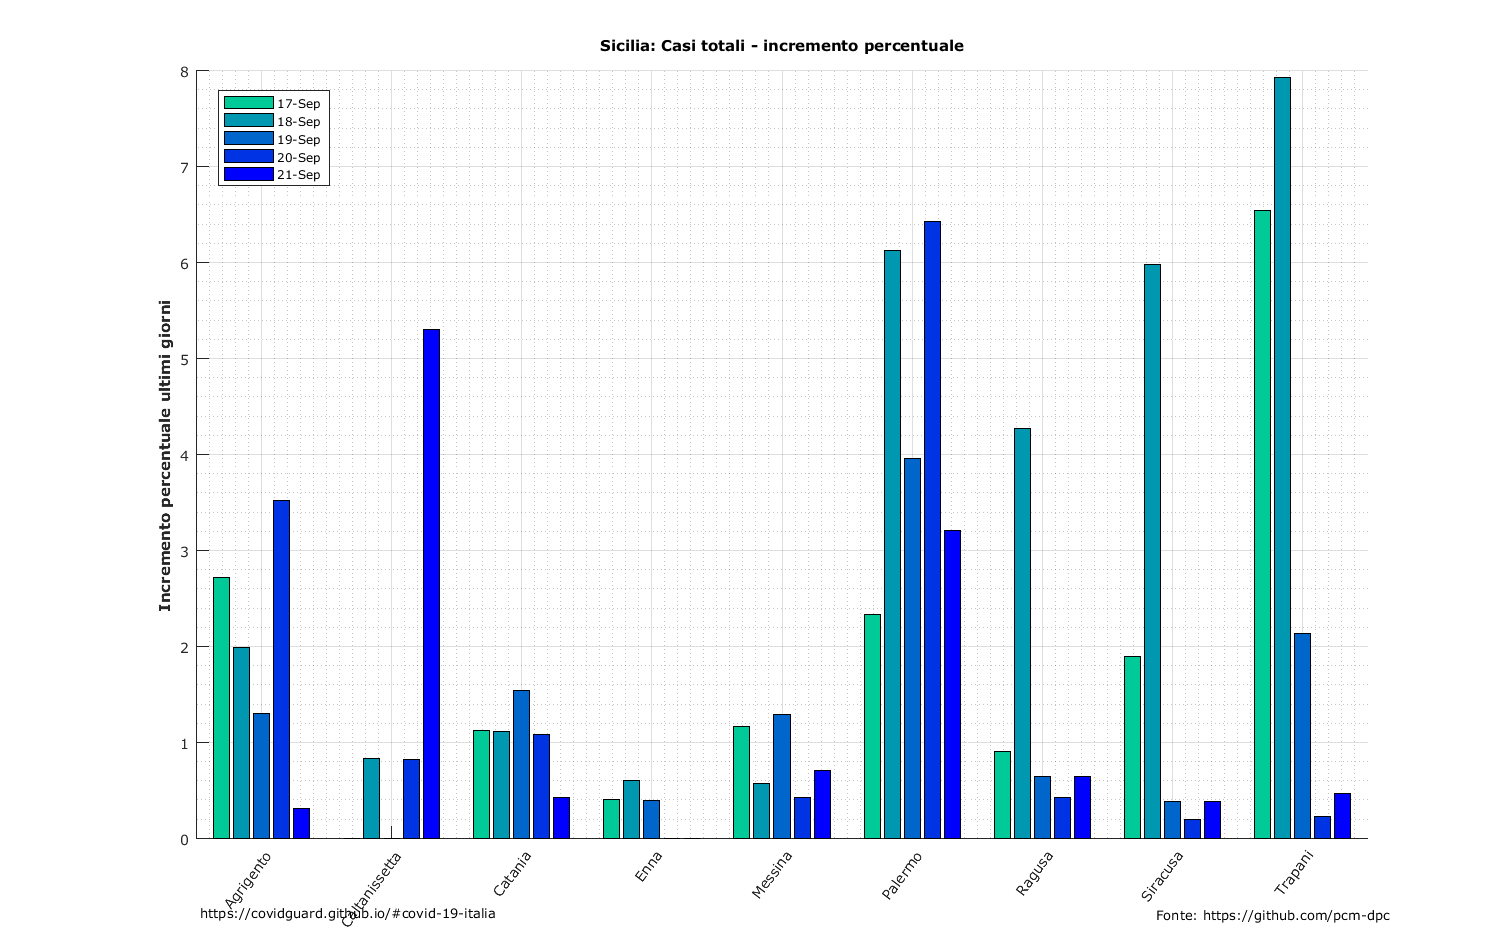 Sicilia: Casi totali - incremento percentuale
Incremento percentuale ultimi giorni
8
7
6
5
4
3
2
1
0
17-Sep
18-Sep
19-Sep
20-Sep
21-Sep
Agrigento
Caltanissetta
Catania
Enna
Messina
Palermo
Ragusa
Siracusa
Trapani
https://covidguard.github.io/#covid-19-italia
Fonte: https://github.com/pcm-dpc